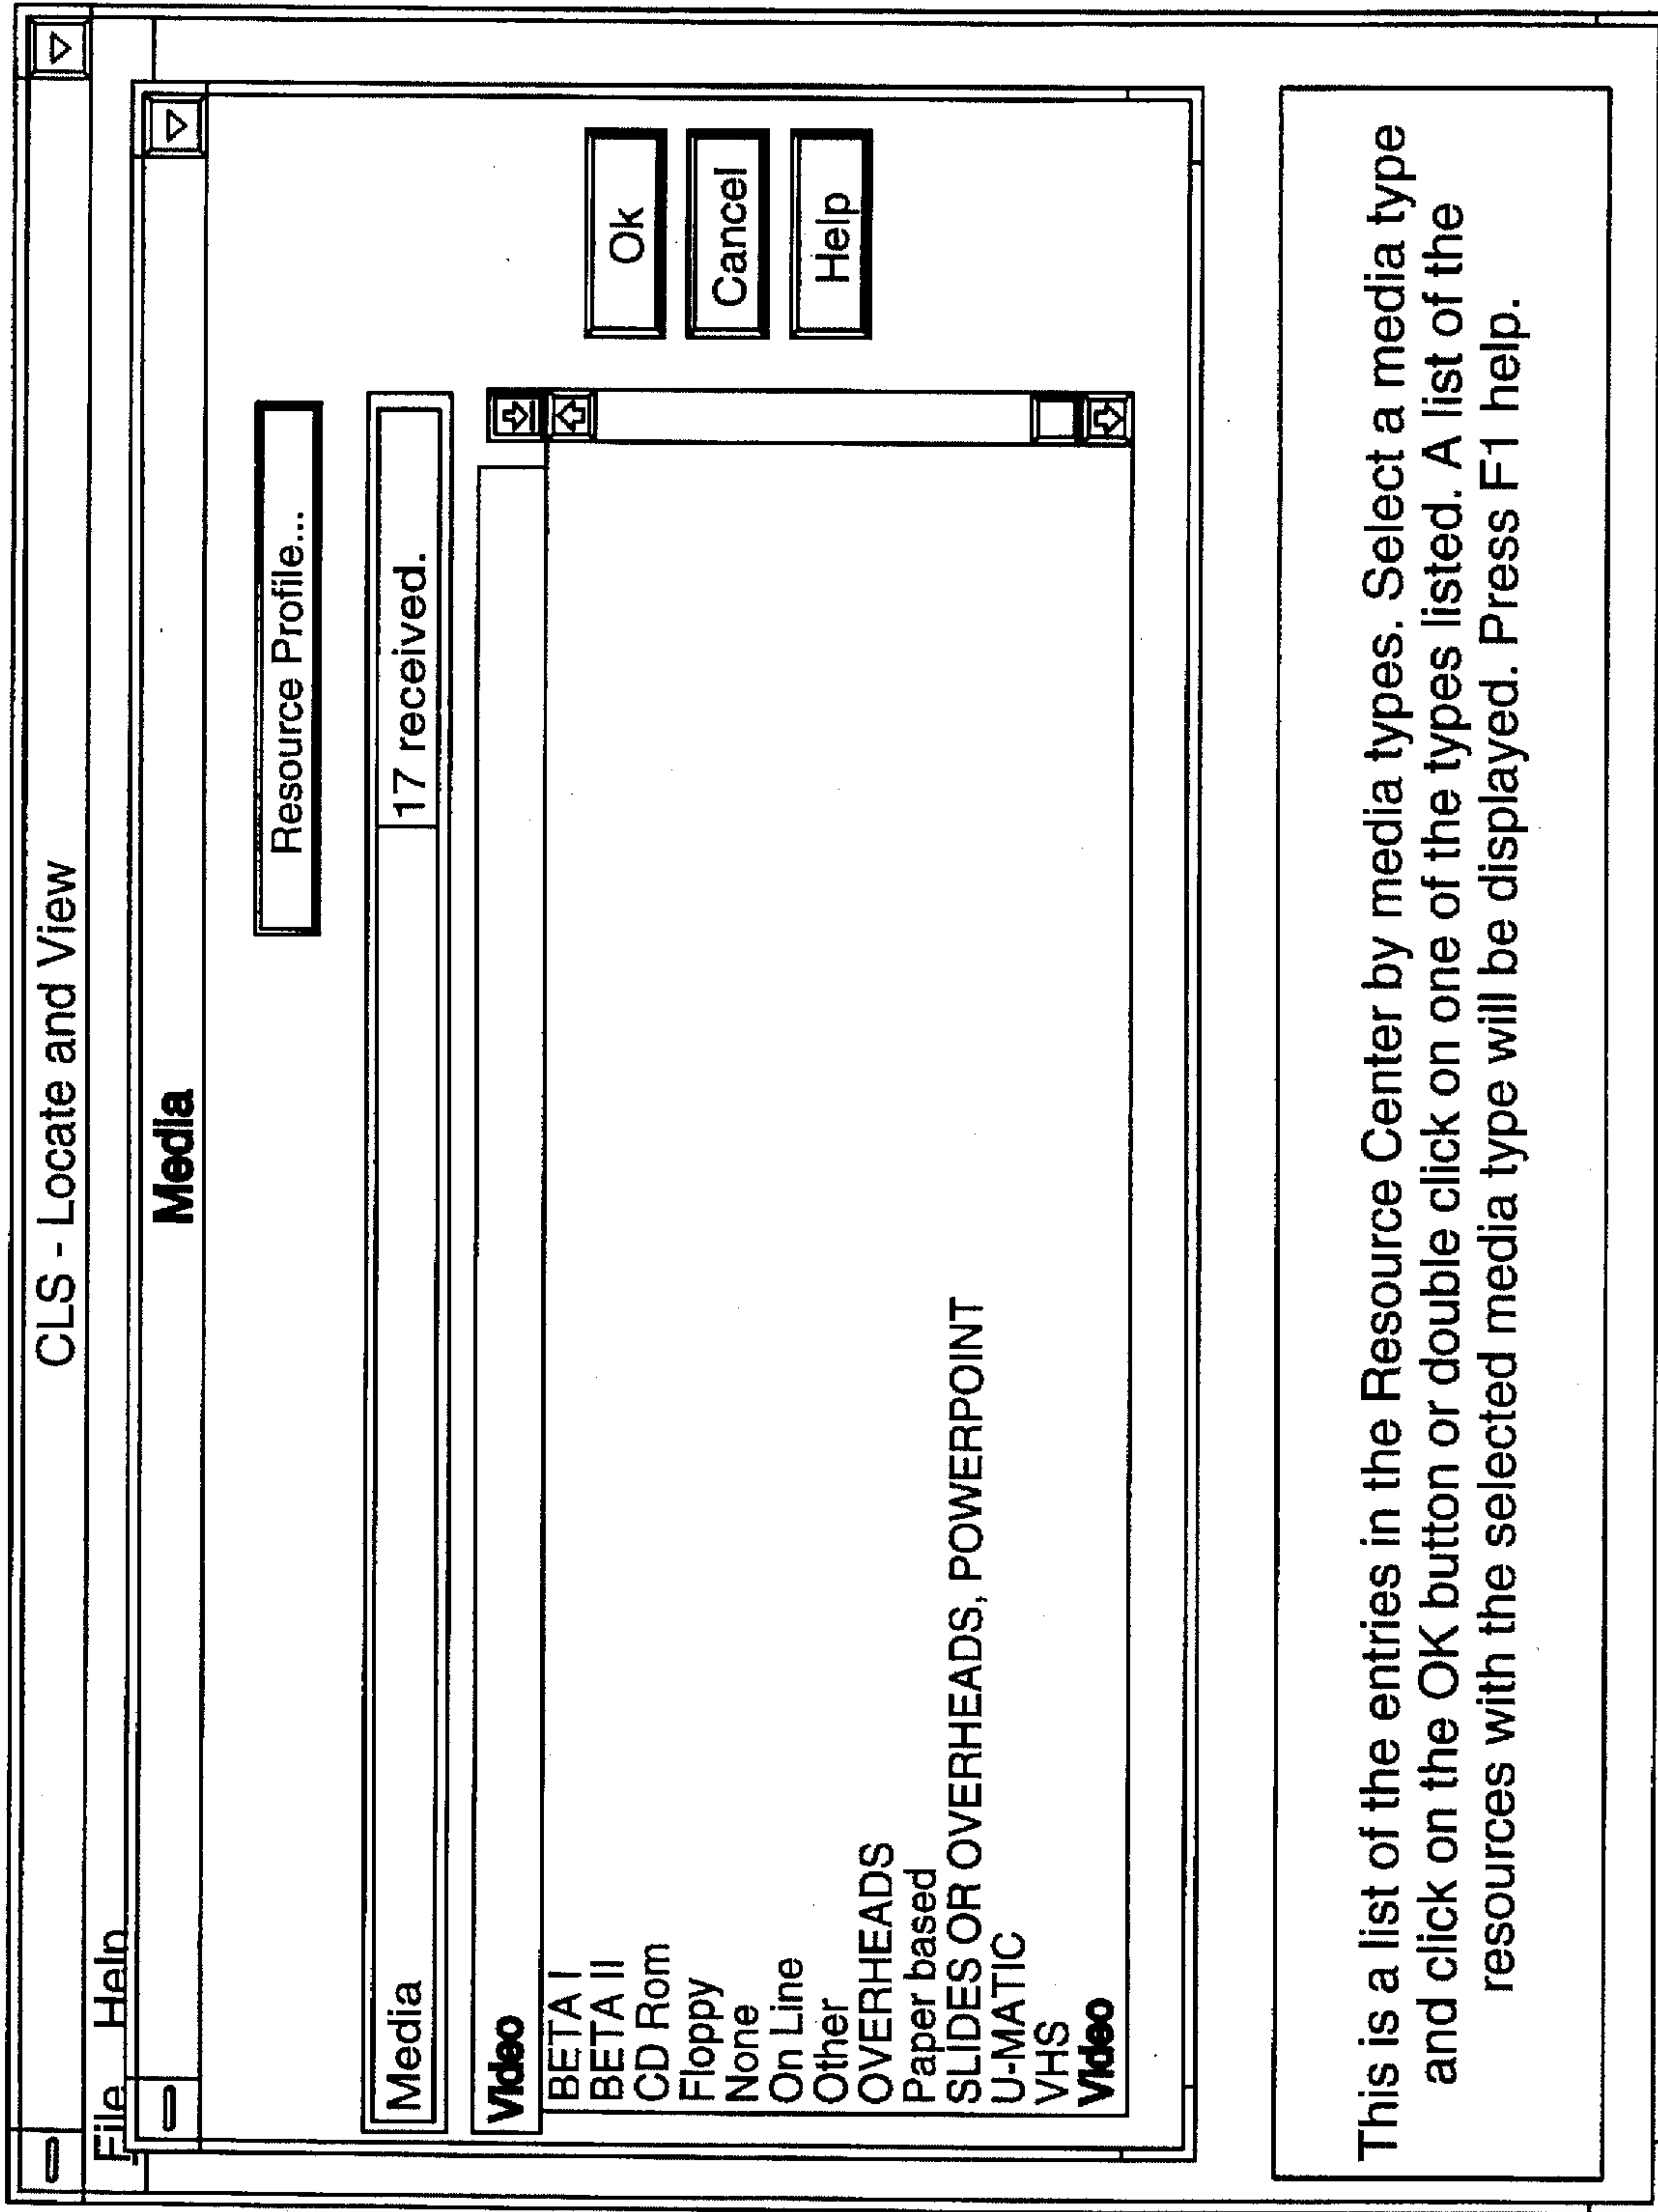 CLS - Locate and View
File Help
Media
Resource Profile...
Media 17 received.
Video
BETA I
BETA II
CD Rom
Floppy
None
On Line
Other
OVERHEADS
Paper based
SLIDES OR OVERHEADS, POWERPOINT
U-MATIC
VHS
Video
Ok
Cancel
Help
This is a list of the entries in the Resource Center by media types. Select a media type
and click on the OK button or double click on one of the types listed. A list of the
resources with the selected media type will be displayed. Press F1 help.